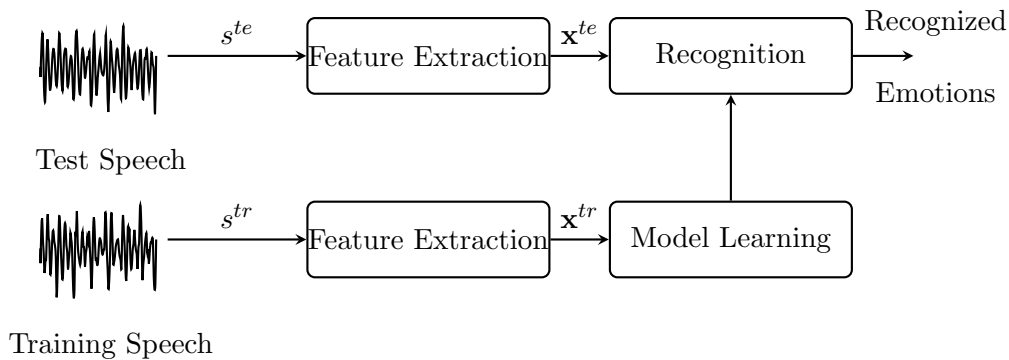 s^{te}
Feature Extraction
x^{te}
Recognition
Recognized
Emotions
Test Speech
s^{tr}
Feature Extraction
x^{tr}
Model Learning
Training Speech